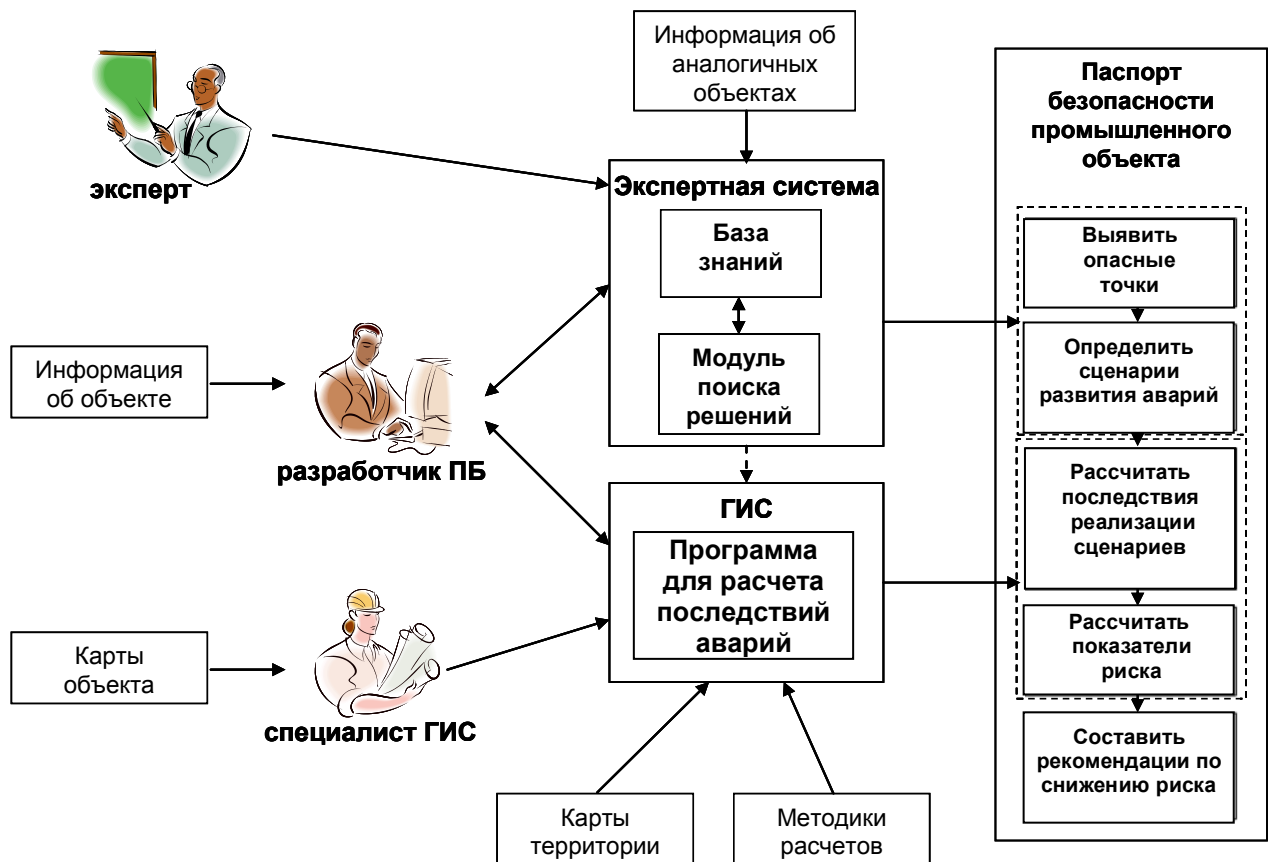 Информация об
аналогичных
объектах
эксперт
Экспертная система
База
знаний
Модуль
поиска
решений
Информация
об объекте
разработчик ПБ
ГИС
Программа
для расчета
последствий
аварий
Карты
объекта
специалист ГИС
Карты
территории
Методики
расчетов
Паспорт
безопасности
промышленного
объекта
Выявить
опасные
точки
Определить
сценарии
развития аварий
Рассчитать
последствия
реализации
сценариев
Рассчитать
показатели
риска
Составить
рекомендации по
снижению риска